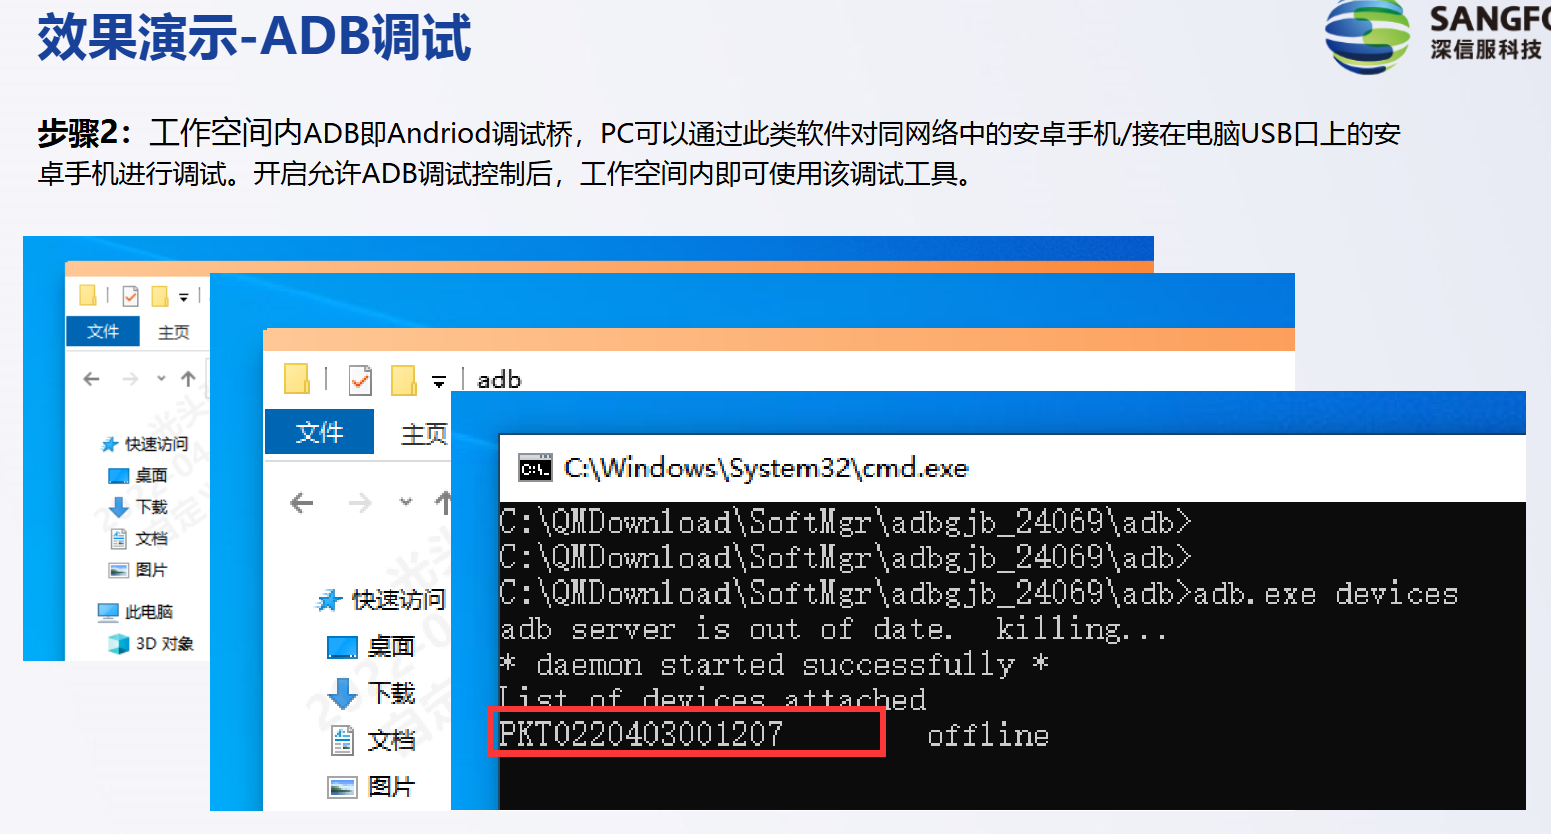 效果演示-ADB调试
SANGFO
深信服科技
步骤2：工作空间内ADB即Andriod调试桥，PC可以通过此类软件对同网络中的安卓手机/接在电脑USB口上的安
卓手机进行调试。开启允许ADB调试控制后，工作空间内即可使用该调试工具。
文件 主页
快速访问
桌面
下载
文档
图片
此电脑
3D 对象
adb
文件 主页
快速访问
桌面
下载
文档
图片
C:\Windows\System32\cmd.exe
C:\QMDownload\SoftMgr\adbgjb_24069\adb>
C:\QMDownload\SoftMgr\adbgjb_24069\adb>
C:\QMDownload\SoftMgr\adbgjb_24069\adb>adb.exe devices
adb server is out of date.  killing...
* daemon started successfully *
List of devices attached
PKT0220403001207 offline